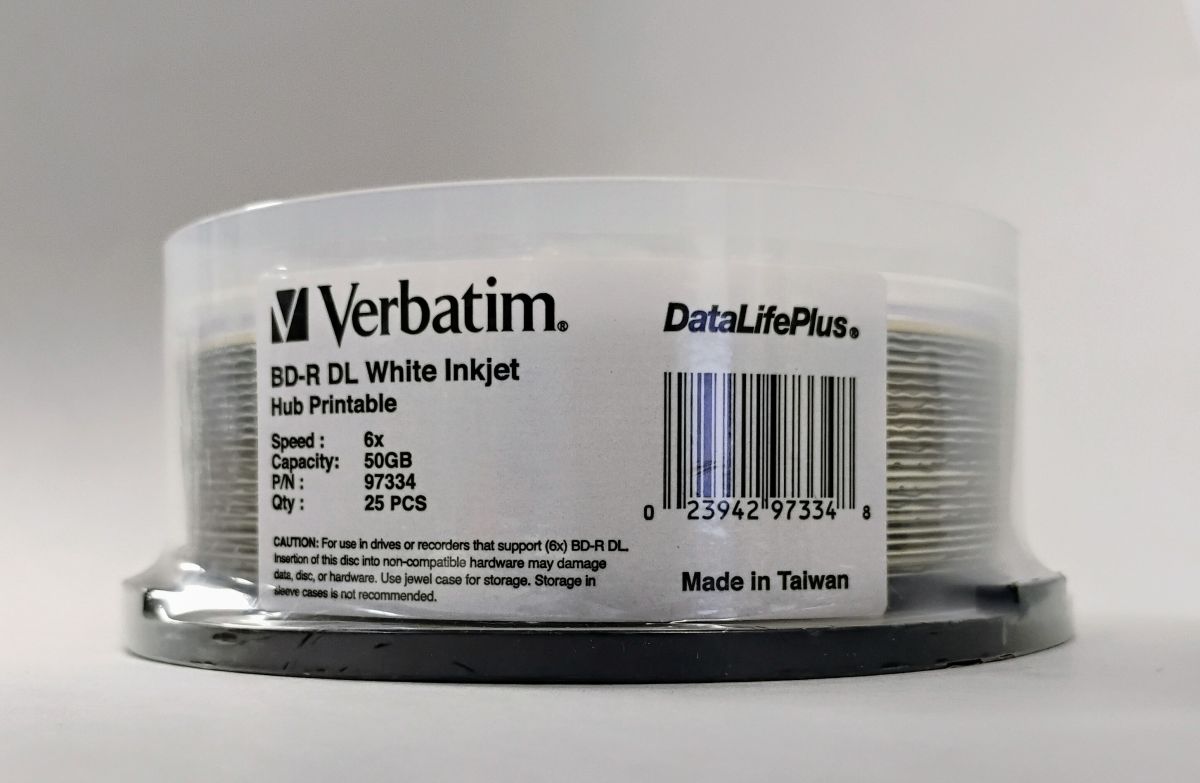 Verbatim®
BD-R DL White Inkjet
Hub Printable
Speed : 6x
Capacity: 50GB
P/N : 97334
Qty : 25 PCS
CAUTION: For use in drives or recorders that support (6x) BD-R DL.
Insertion of this disc into non-compatible hardware may damage
data, disc, or hardware. Use jewel case for storage. Storage in
sleeve cases is not recommended.
DataLifePlus®
0 23942 97334 8
Made in Taiwan